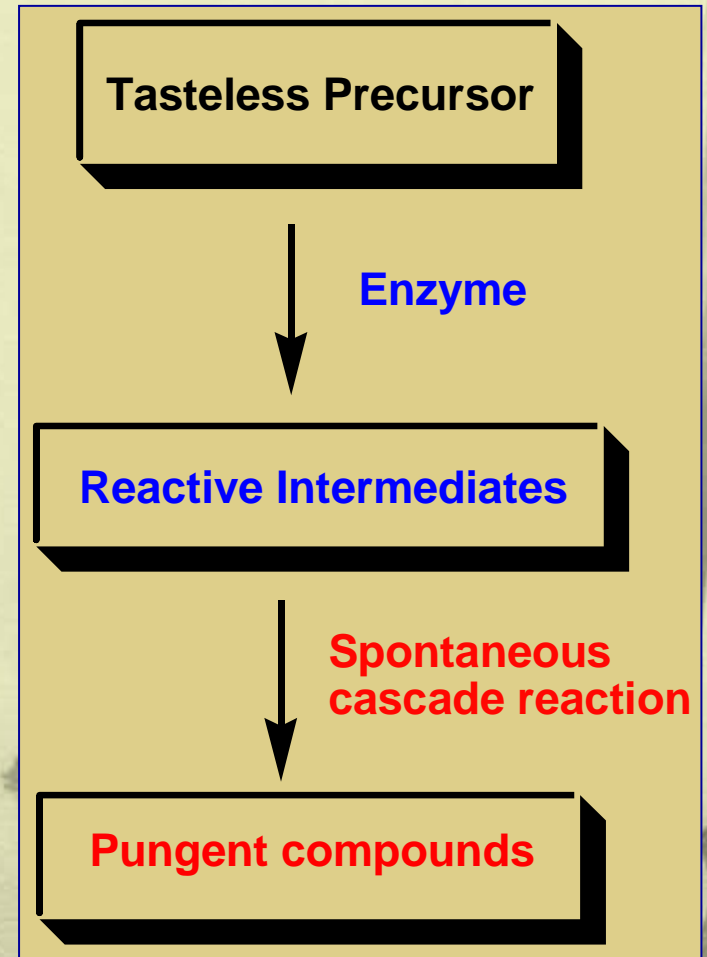 Tasteless Precursor
Enzyme
Reactive Intermediates
Spontaneous
cascade reaction
Pungent compounds